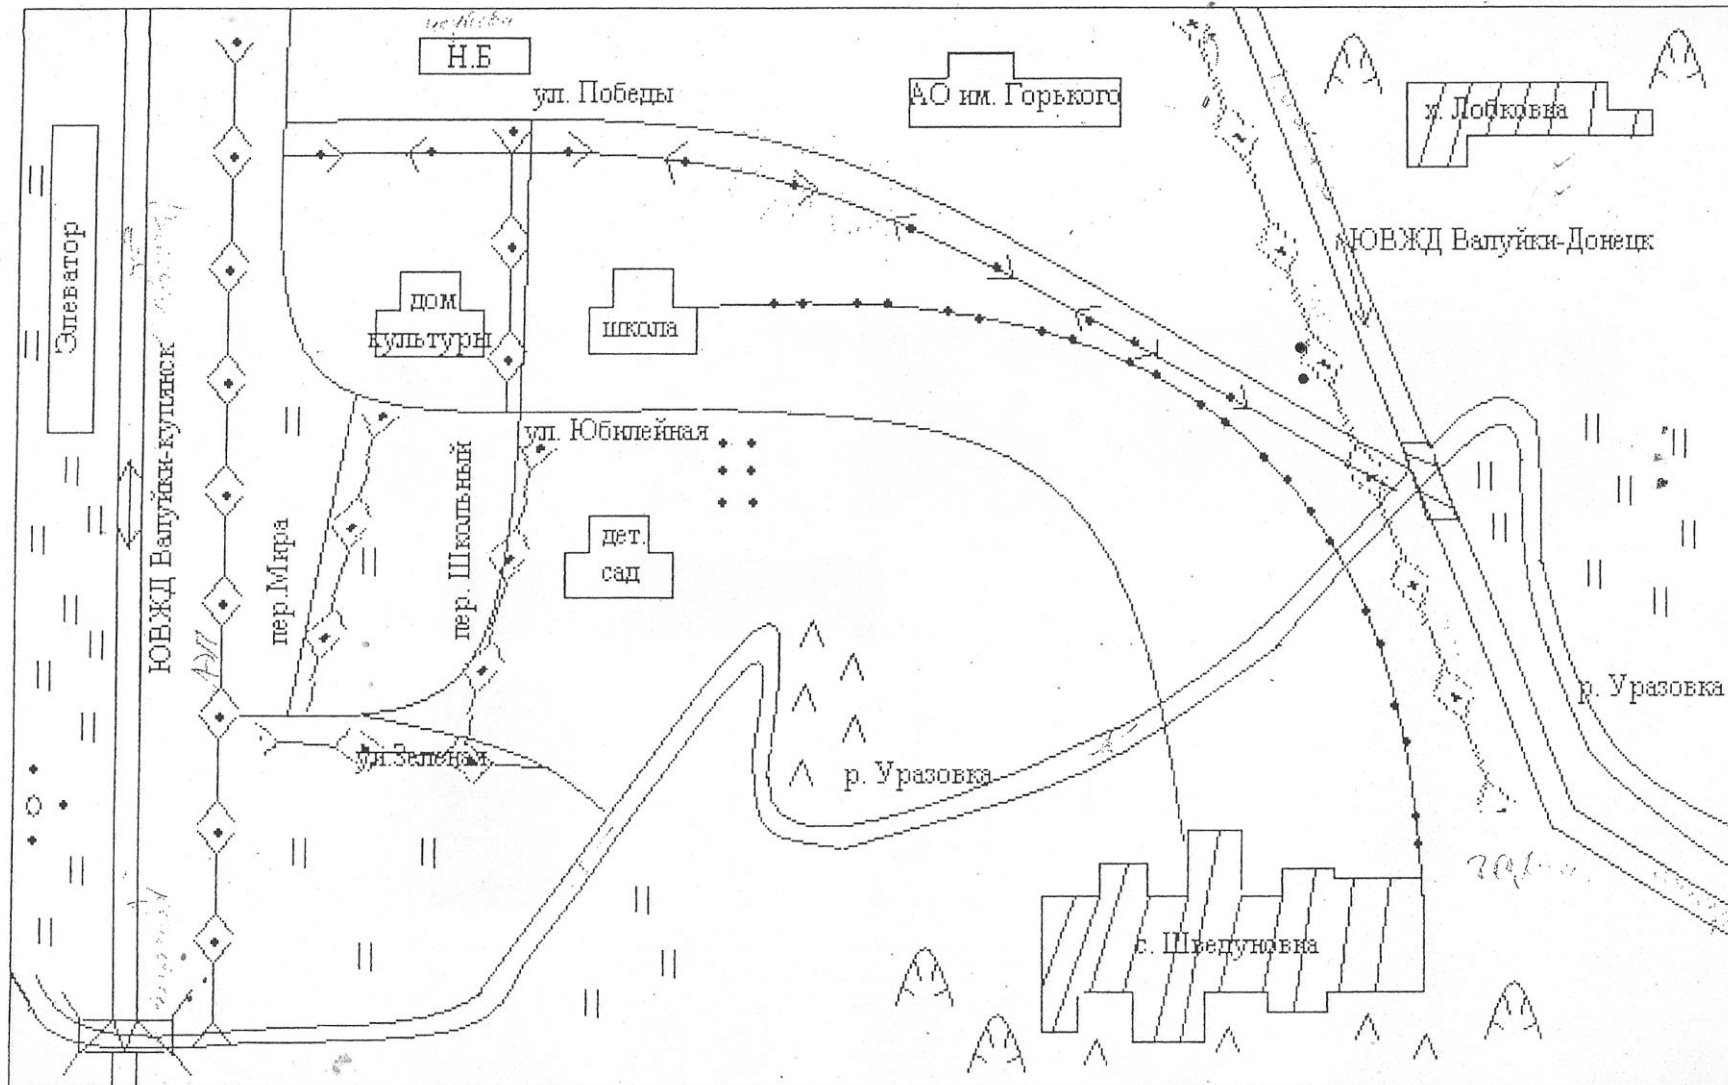 Н.Б
ул. Победы
АО им. Горького
х. Лобковна
Элеватор
ЮВЖД Валуйки-Донецк
дом
культуры
школа
ЮВЖД Валуйки-купянск
ул. Юбилейная
пер.Мира
пер. Школьный
дет.
сад
р. Уразовка
ул.Зеленая
р. Уразовка
с. Шведуновка